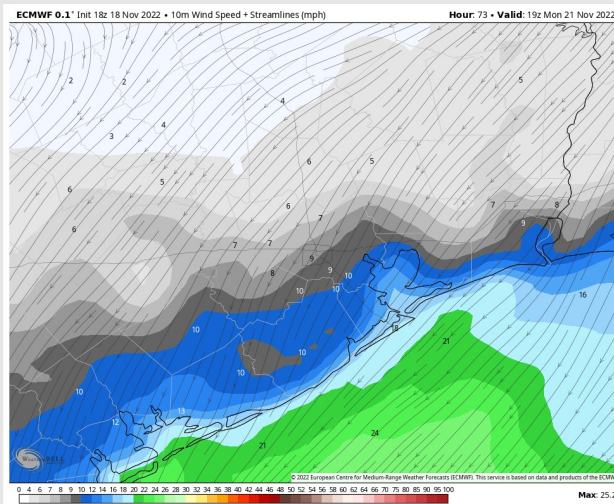 ECMWF 0.1° Init 18z 18 Nov 2022 • 10m Wind Speed + Streamlines (mph) Hour: 73 • Valid: 19z Mon 21 Nov 2022
2 2 5
4
3 4
6 5
6 5
6 6 7 8
6 7 9
7 7
8 9 9 10
10 10 16
10 18
10 21
10 10
12 13
21 24
WeatherBELL
© 2022 European Centre for Medium-Range Weather Forecasts (ECMWF). This service is based on data and products of the
0 4 5 6 7 8 9 10 12 14 16 18 20 22 24 26 28 30 32 34 36 38 40 42 44 46 48 50 52 54 56 58 60 62 64 66 70 75 80 85 90 95 100
Max: 25.